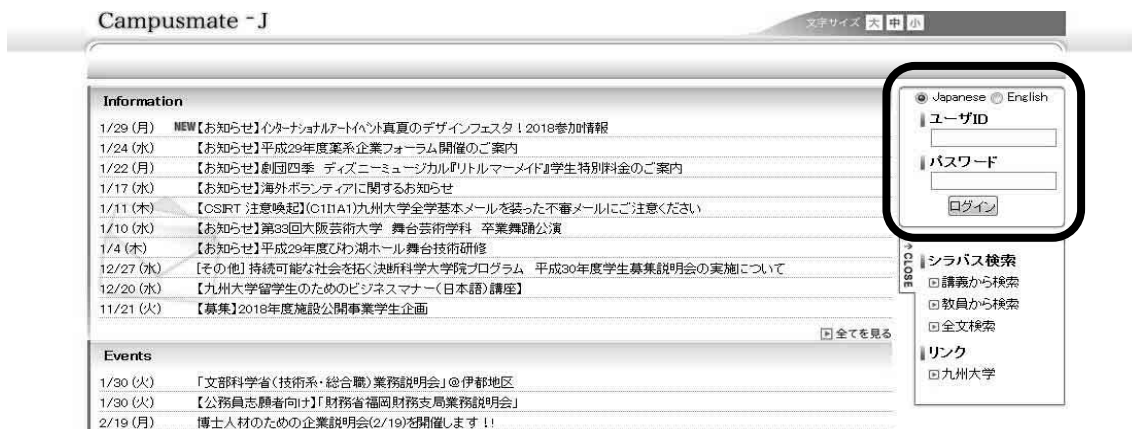 Campusmate-J
文字サイズ 大 中 小
Information
1/29 (月) NEW【お知らせ】インターナショナルアートイベント真夏のデザインフェスタ！2018参加情報
1/24 (水) 【お知らせ】平成29年度薬系企業フォーラム開催のご案内
1/22 (月) 【お知らせ】劇団四季 ディズニーミュージカル『リトルマーメイド』学生特別料金のご案内
1/17 (水) 【お知らせ】海外ボランティアに関するお知らせ
1/11 (木) 【CSIRT 注意喚起】(C1I1A1)九州大学全学基本メールを装った不審メールにご注意ください
1/10 (水) 【お知らせ】第33回大阪芸術大学 舞台芸術学科 卒業舞踊公演
1/4 (木) 【お知らせ】平成29年度びわ湖ホール舞台技術研修
12/27 (水) [その他] 持続可能な社会を拓く決断科学大学院プログラム 平成30年度学生募集説明会の実施について
12/20 (水) 【九州大学留学生のためのビジネスマナー(日本語)講座】
11/21 (火) 【募集】2018年度施設公開事業学生企画
全てを見る
Events
1/30 (火) 「文部科学省(技術系・総合職)業務説明会」@伊都地区
1/30 (火) 【公務員志願者向け】「財務省福岡財務支局業務説明会」
2/19 (月) 博士人材のための企業説明会(2/19)を開催します！！
Japanese English
ユーザID
パスワード
ログイン
CLOSE
シラバス検索
講義から検索
教員から検索
全文検索
リンク
九州大学